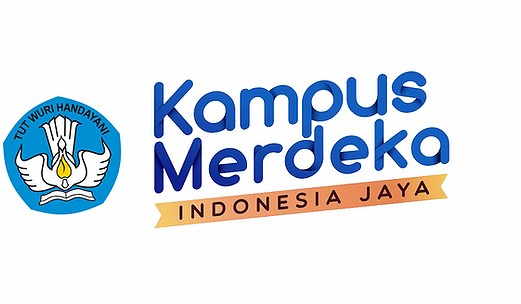 TUT WURI HANDAYANI
Kampus
Merdeka
INDONESIA JAYA